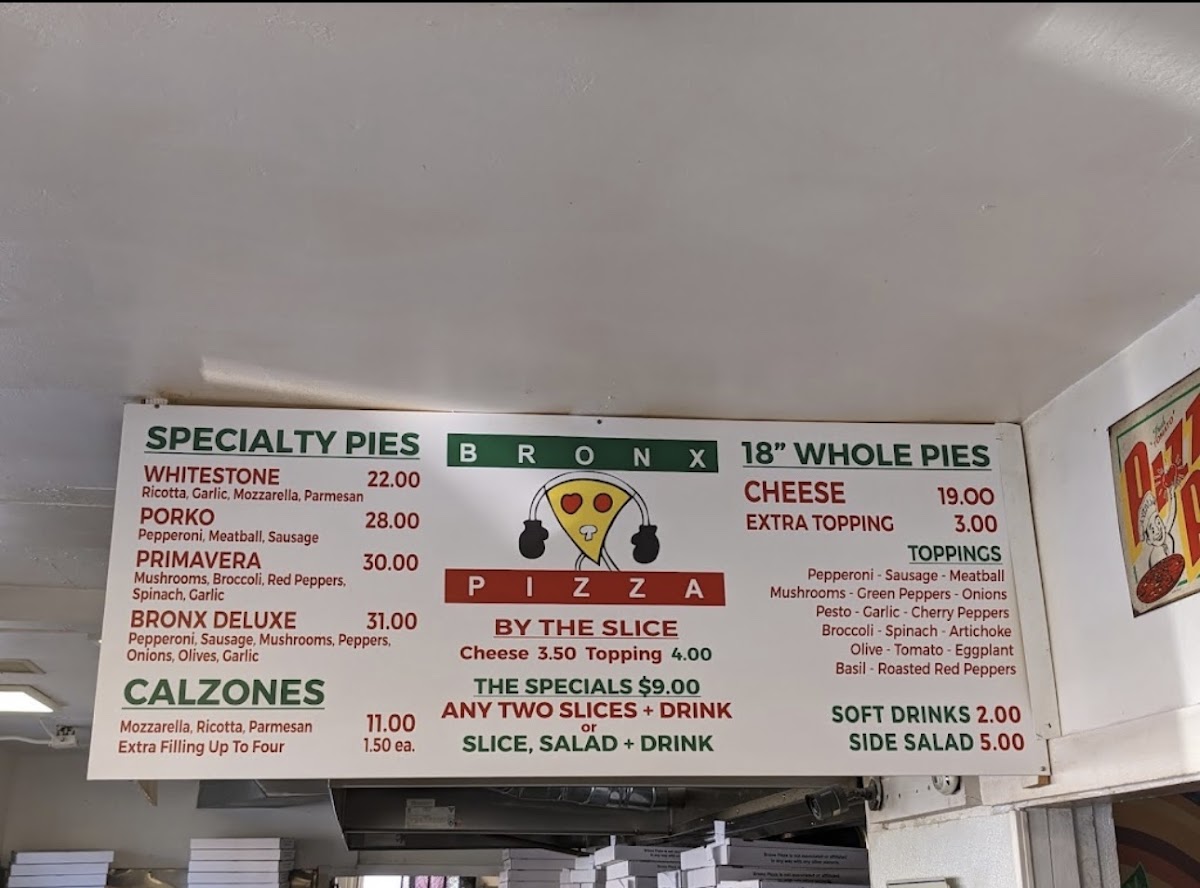 SPECIALTY PIES
WHITESTONE 22.00
Ricotta, Garlic, Mozzarella, Parmesan
PORKO 28.00
Pepperoni, Meatball, Sausage
PRIMAVERA 30.00
Mushrooms, Broccoli, Red Peppers,
Spinach, Garlic
BRONX DELUXE 31.00
Pepperoni, Sausage, Mushrooms, Peppers,
Onions, Olives, Garlic
CALZONES
Mozzarella, Ricotta, Parmesan 11.00
Extra Filling Up To Four 1.50 ea.
BRONX
PIZZA
BY THE SLICE
Cheese 3.50 Topping 4.00
THE SPECIALS $9.00
ANY TWO SLICES + DRINK
or
SLICE, SALAD + DRINK
18” WHOLE PIES
CHEESE 19.00
EXTRA TOPPING 3.00
TOPPINGS
Pepperoni - Sausage - Meatball
Mushrooms - Green Peppers - Onions
Pesto - Garlic - Cherry Peppers
Broccoli - Spinach - Artichoke
Olive - Tomato - Eggplant
Basil - Roasted Red Peppers
SOFT DRINKS 2.00
SIDE SALAD 5.00